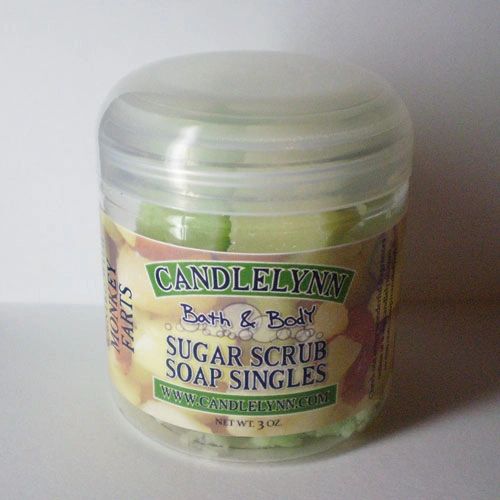 MONKEY
FARTS
CANDLELYNN
Bath & Body
SUGAR SCRUB
SOAP SINGLES
WWW.CANDLELYNN.COM
NET WT. 3 OZ.